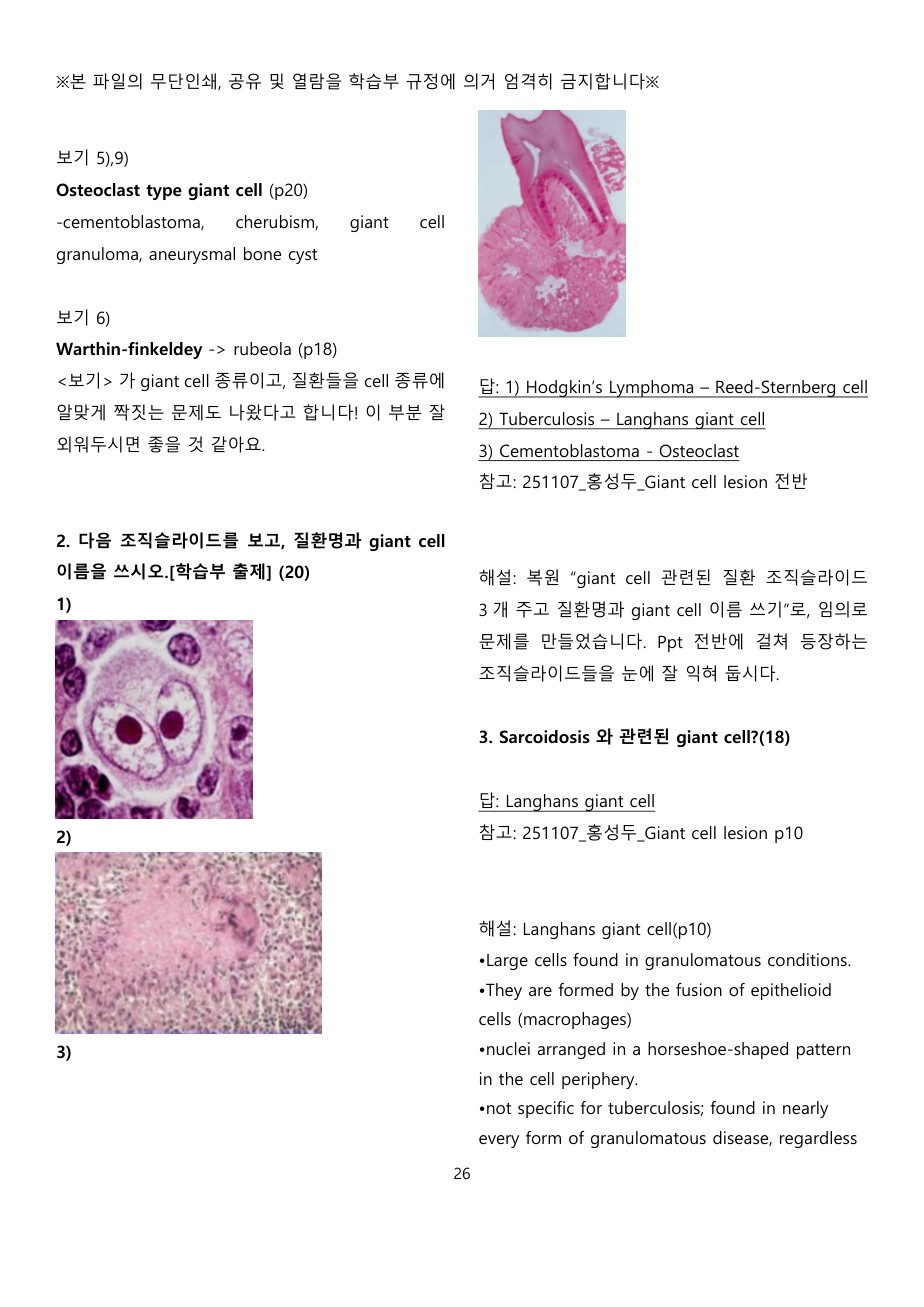 ※본 파일의 무단인쇄, 공유 및 열람을 학습부 규정에 의거 엄격히 금지합니다※
보기 5),9)
Osteoclast type giant cell (p20)
-cementoblastoma, cherubism, giant cell
granuloma, aneurysmal bone cyst
보기 6)
Warthin-finkeldey -> rubeola (p18)
<보기> 가 giant cell 종류이고, 질환들을 cell 종류에
알맞게 짝짓는 문제도 나왔다고 합니다! 이 부분 잘
외워두시면 좋을 것 같아요.
2. 다음 조직슬라이드를 보고, 질환명과 giant cell
이름을 쓰시오.[학습부 출제] (20)
1)
2)
3)
답: 1) Hodgkin’s Lymphoma – Reed-Sternberg cell
2) Tuberculosis – Langhans giant cell
3) Cementoblastoma - Osteoclast
참고: 251107_홍성두_Giant cell lesion 전반
해설: 복원 “giant cell 관련된 질환 조직슬라이드
3 개 주고 질환명과 giant cell 이름 쓰기“로, 임의로
문제를 만들었습니다. Ppt 전반에 걸쳐 등장하는
조직슬라이드들을 눈에 잘 익혀 둡시다.
3. Sarcoidosis 와 관련된 giant cell?(18)
답: Langhans giant cell
참고: 251107_홍성두_Giant cell lesion p10
해설: Langhans giant cell(p10)
•Large cells found in granulomatous conditions.
•They are formed by the fusion of epithelioid
cells (macrophages)
•nuclei arranged in a horseshoe-shaped pattern
in the cell periphery.
•not specific for tuberculosis; found in nearly
every form of granulomatous disease, regardless
26